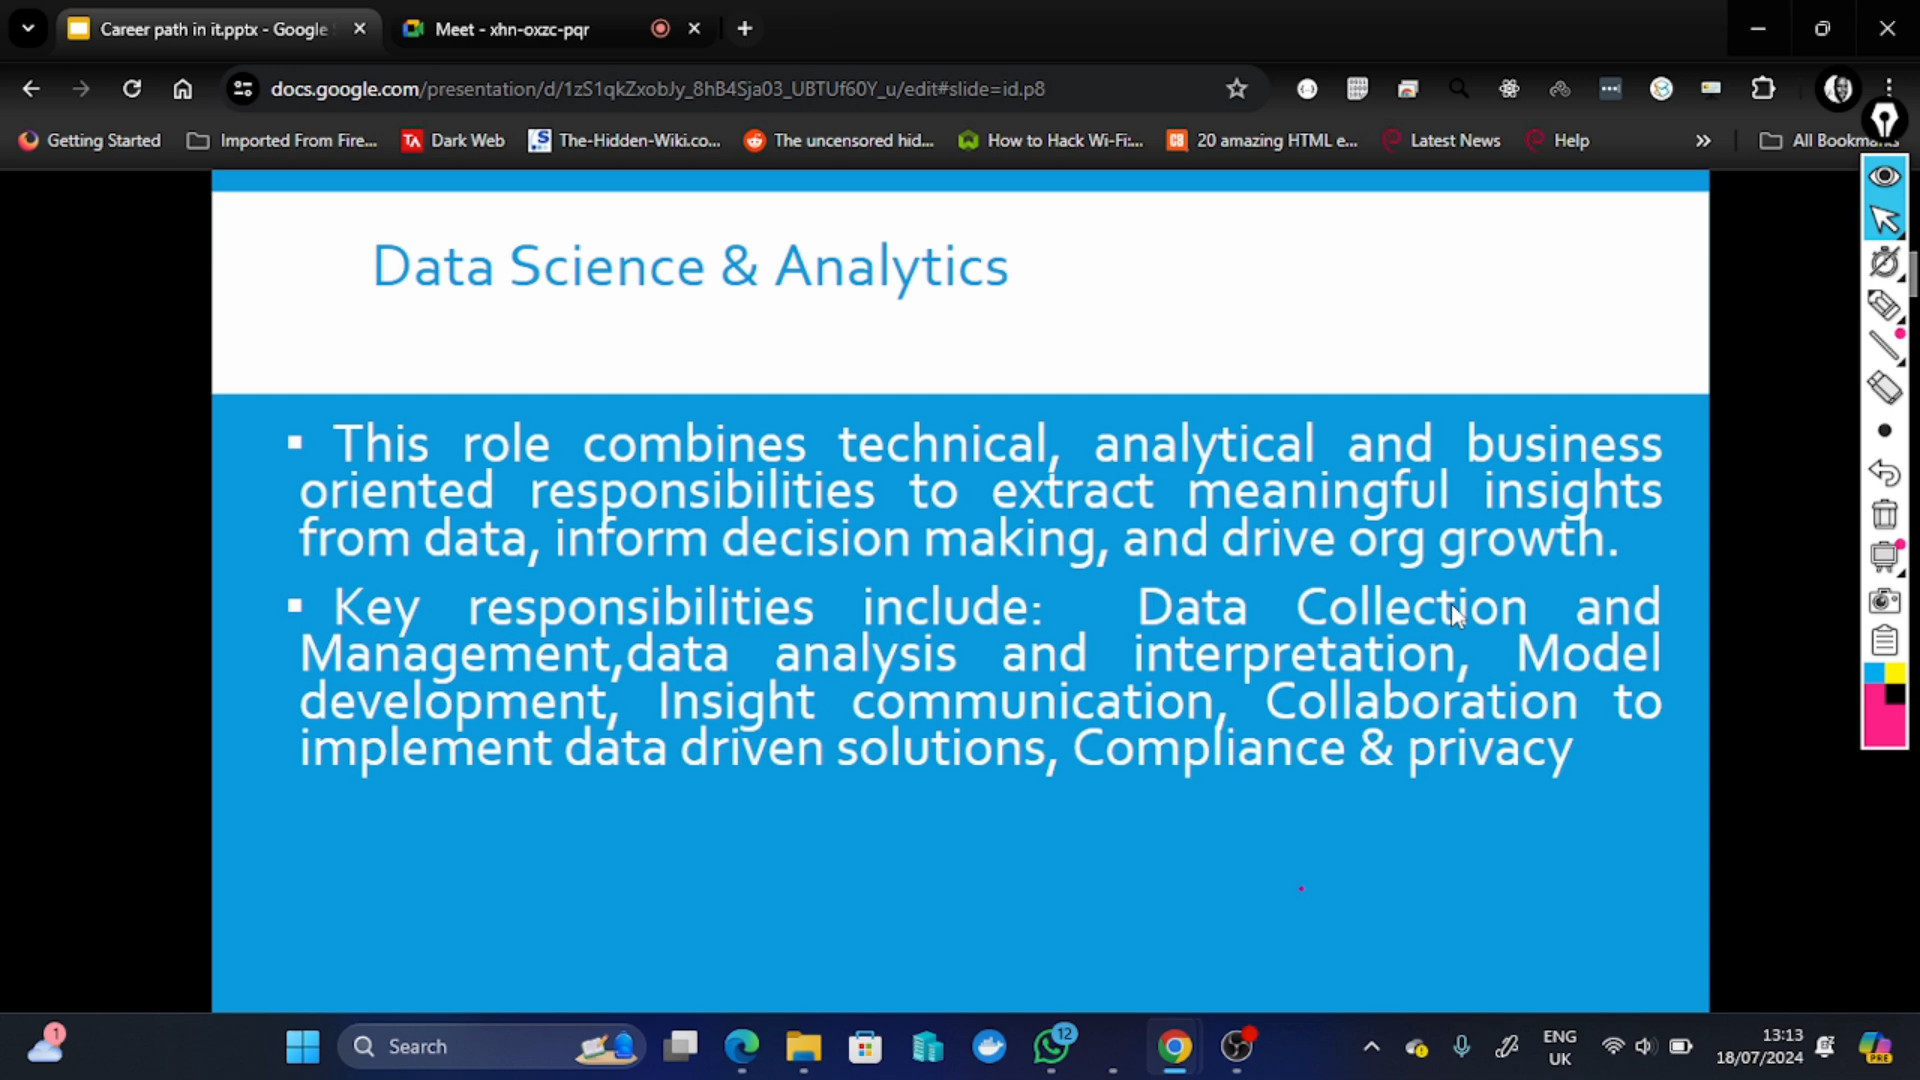 Career path in it.pptx - Google
Meet - xhn-oxzc-pqr
docs.google.com/presentation/d/1zS1qkZxobJy_8hB4Sja03_UBTUf60Y_u/edit#slide=id.p8
Getting Started
Imported From Fire...
TA Dark Web
The-Hidden-Wiki.co...
The uncensored hid...
How to Hack Wi-Fi:...
20 amazing HTML e...
Latest News
Help
All Bookmarks
Data Science & Analytics
▪ This role combines technical, analytical and business
oriented responsibilities to extract meaningful insights
from data, inform decision making, and drive org growth.
▪ Key responsibilities include: Data Collection and
Management,data analysis and interpretation, Model
development, Insight communication, Collaboration to
implement data driven solutions, Compliance & privacy
1
Search
12
ENG
UK
13:13
18/07/2024
PRE